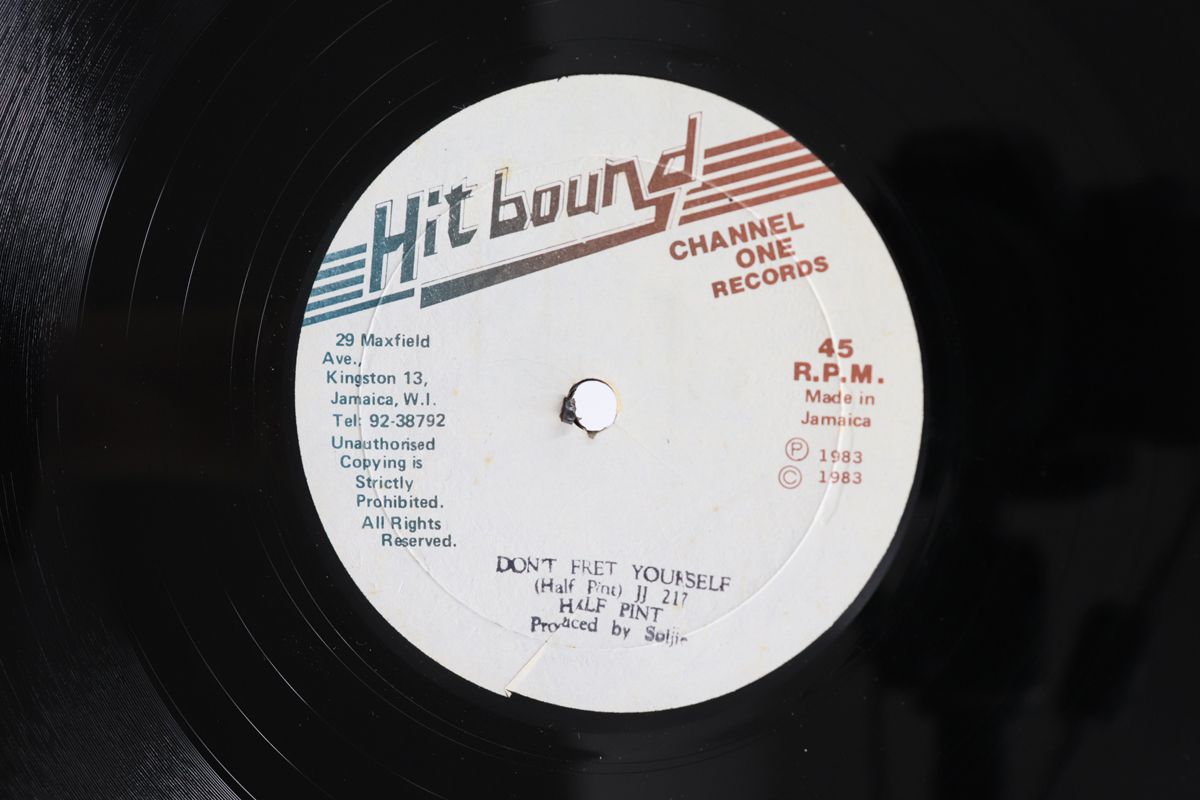 Hit bound
CHANNEL
ONE
RECORDS
29 Maxfield
Ave.,
Kingston 13,
Jamaica, W.I.
Tel: 92-38792
Unauthorised
Copying is
Strictly
Prohibited.
All Rights
Reserved.
45
R.P.M.
Made in
Jamaica
Ⓟ 1983
© 1983
DON'T FRET YOURSELF
(Half Pint) JJ 217
HALF PINT
Produced by Soljie